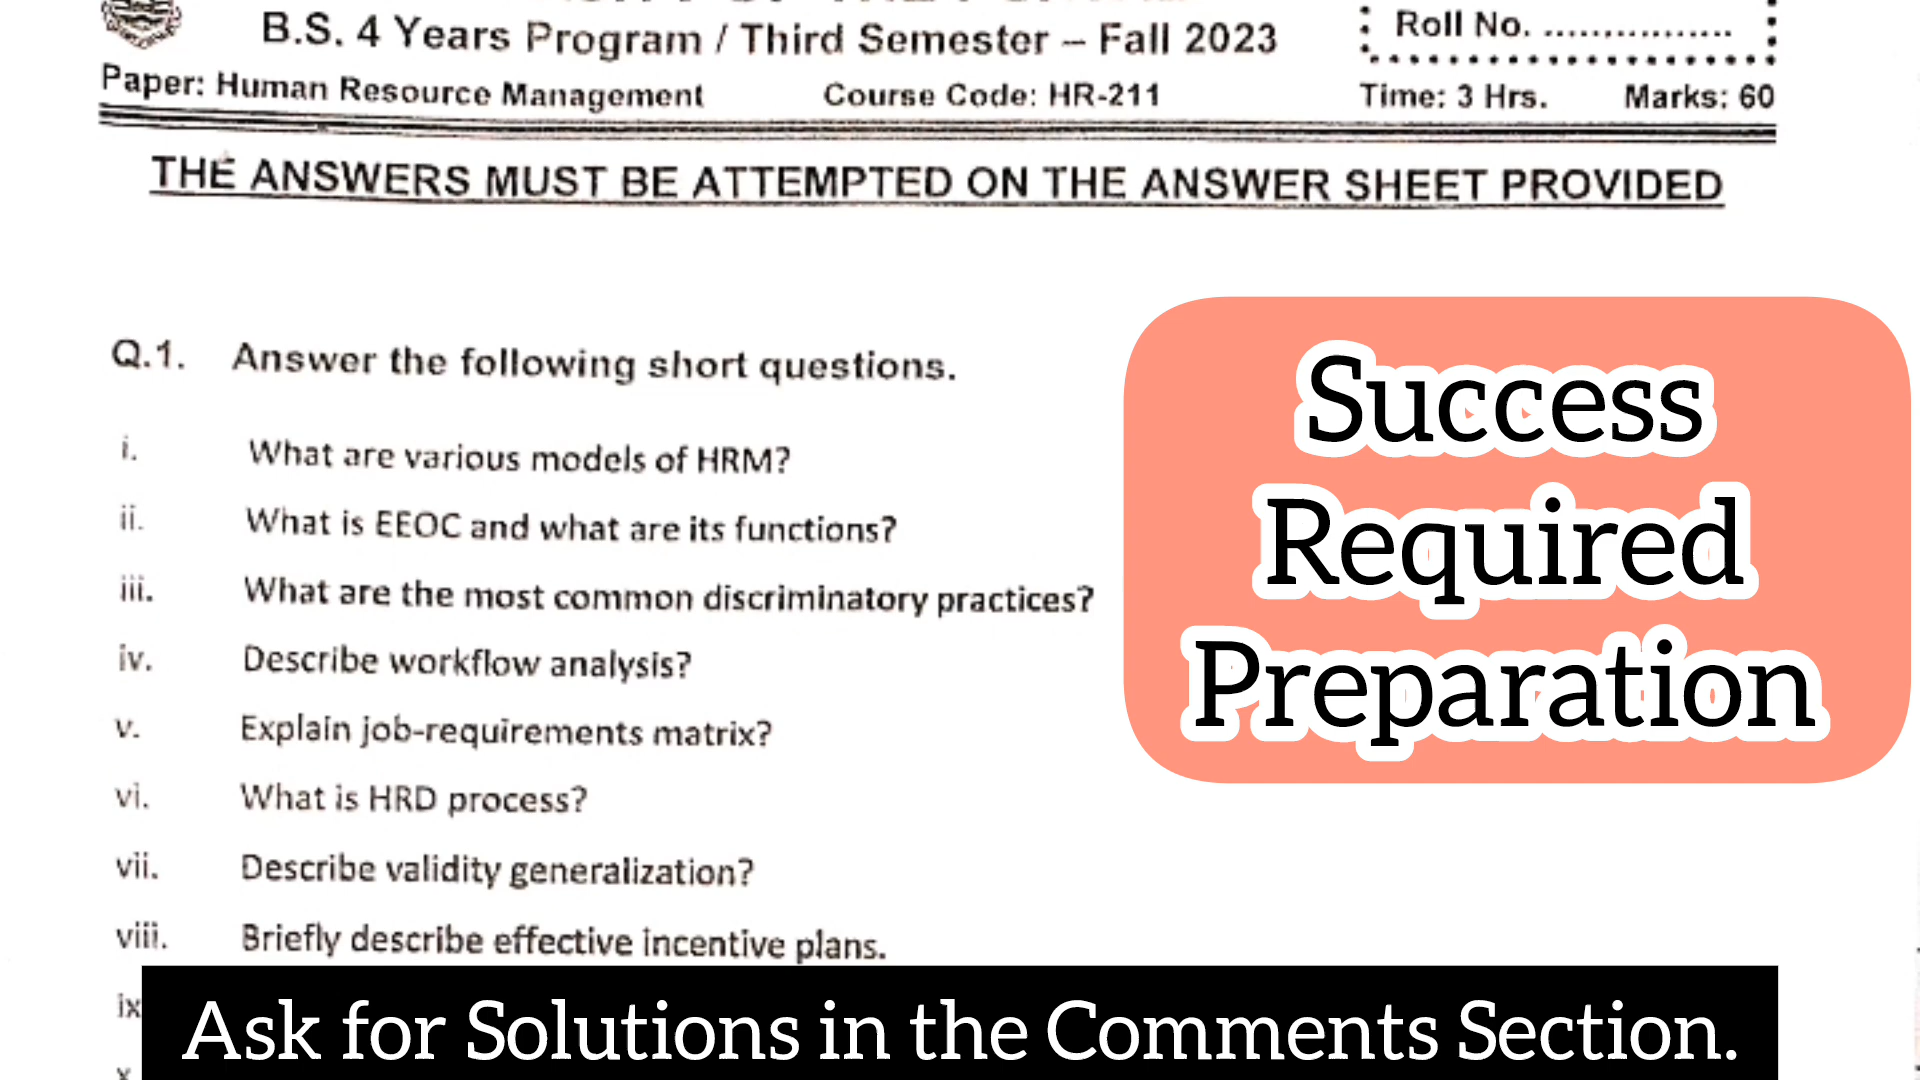 B.S. 4 Years Program / Third Semester – Fall 2023
Roll No. .................
Paper: Human Resource Management Course Code: HR-211 Time: 3 Hrs. Marks: 60
THE ANSWERS MUST BE ATTEMPTED ON THE ANSWER SHEET PROVIDED
Q.1. Answer the following short questions.
i. What are various models of HRM?
ii. What is EEOC and what are its functions?
iii. What are the most common discriminatory practices?
iv. Describe workflow analysis?
v. Explain job-requirements matrix?
vi. What is HRD process?
vii. Describe validity generalization?
viii. Briefly describe effective incentive plans.
ix
x
Success
Required
Preparation
Ask for Solutions in the Comments Section.